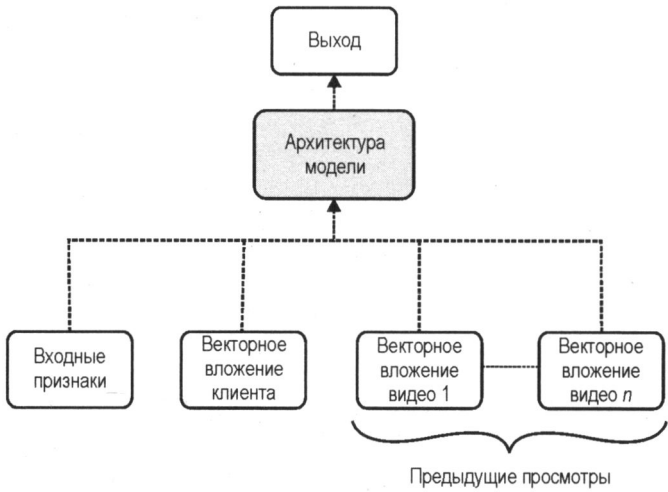 Выход
Архитектура
модели
Входные
признаки
Векторное
вложение
клиента
Векторное
вложение
видео 1
Векторное
вложение
видео n
Предыдущие просмотры